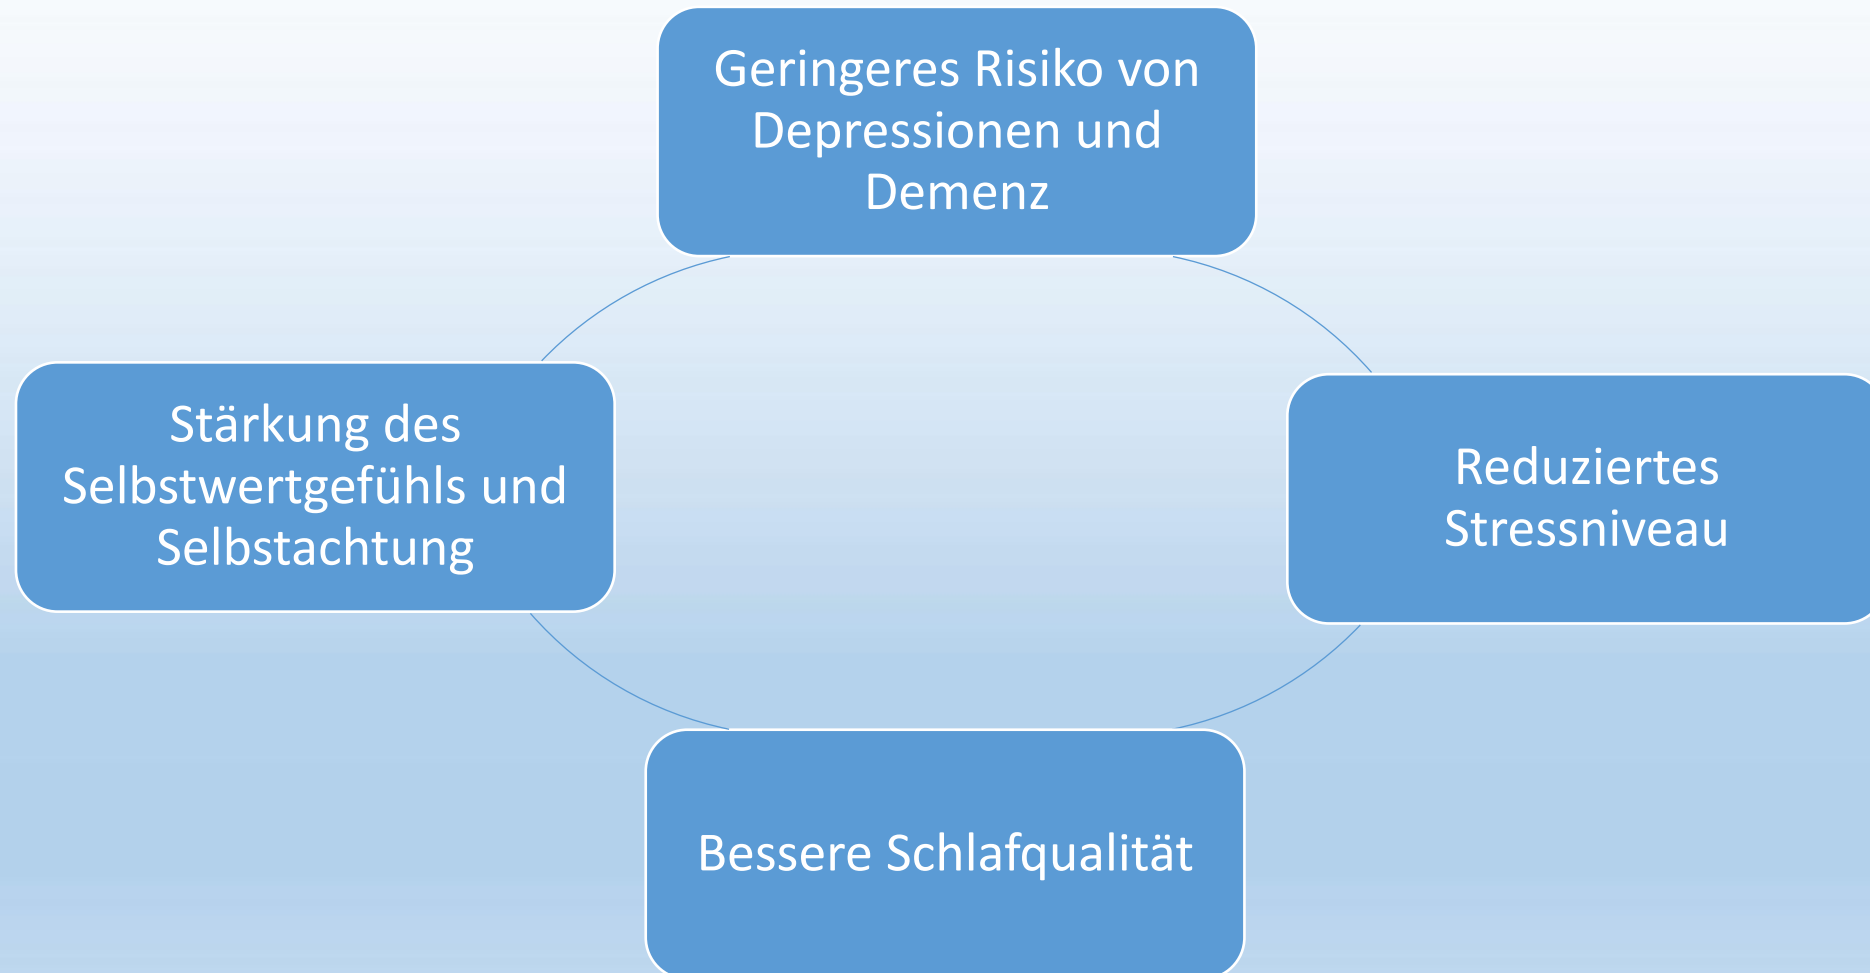 Geringeres Risiko von
Depressionen und
Demenz
Stärkung des
Selbstwertgefühls und
Selbstachtung
Reduziertes
Stressniveau
Bessere Schlafqualität